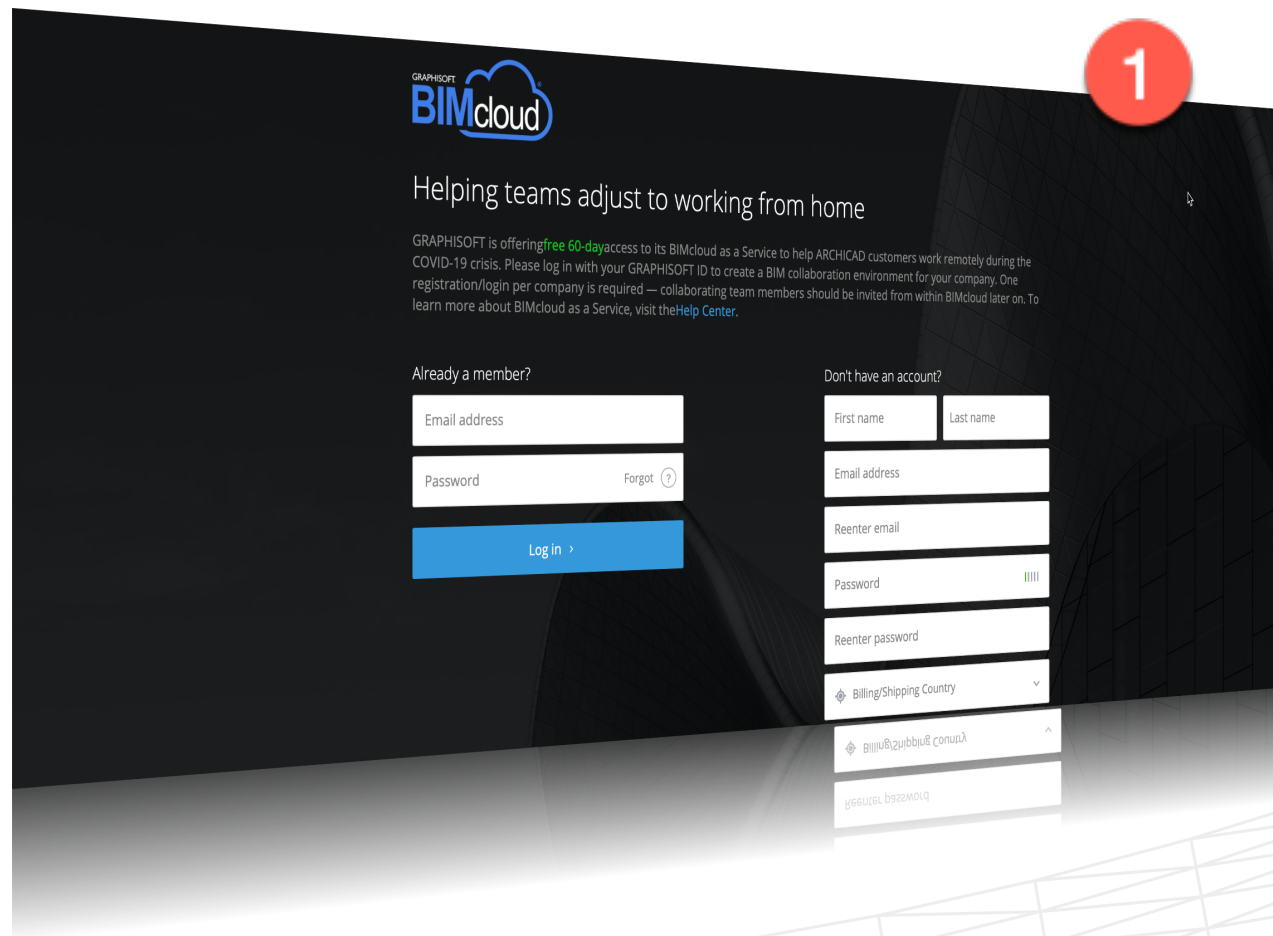 1
GRAPHISOFT
BIMcloud
Helping teams adjust to working from home
GRAPHISOFT is offeringfree 60-dayaccess to its BIMcloud as a Service to help ARCHICAD customers work remotely during the
COVID-19 crisis. Please log in with your GRAPHISOFT ID to create a BIM collaboration environment for your company. One
registration/login per company is required — collaborating team members should be invited from within BIMcloud later on. To
learn more about BIMcloud as a Service, visit theHelp Center.
Already a member?
Email address
Password Forgot ?
Log in ›
Don't have an account?
First name Last name
Email address
Reenter email
Password
Reenter password
Billing/Shipping Country
Billing/Shipping Country
Reenter password